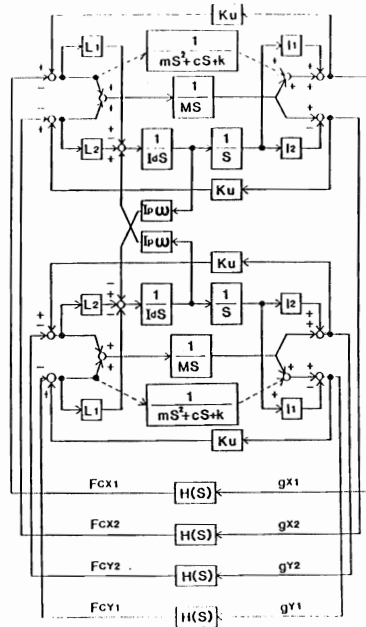 Ku
L1
1
mS²+cS+k
I1
1
MS
L2
1
IdS
1
S
I2
Ku
Ipω
Ipω
Ku
L2
1
IdS
1
S
I2
1
MS
L1
1
mS²+cS+k
I1
Ku
FCX1 H(S) gX1
FCX2 H(S) gX2
FCY2 H(S) gY2
FCY1 H(S) gY1